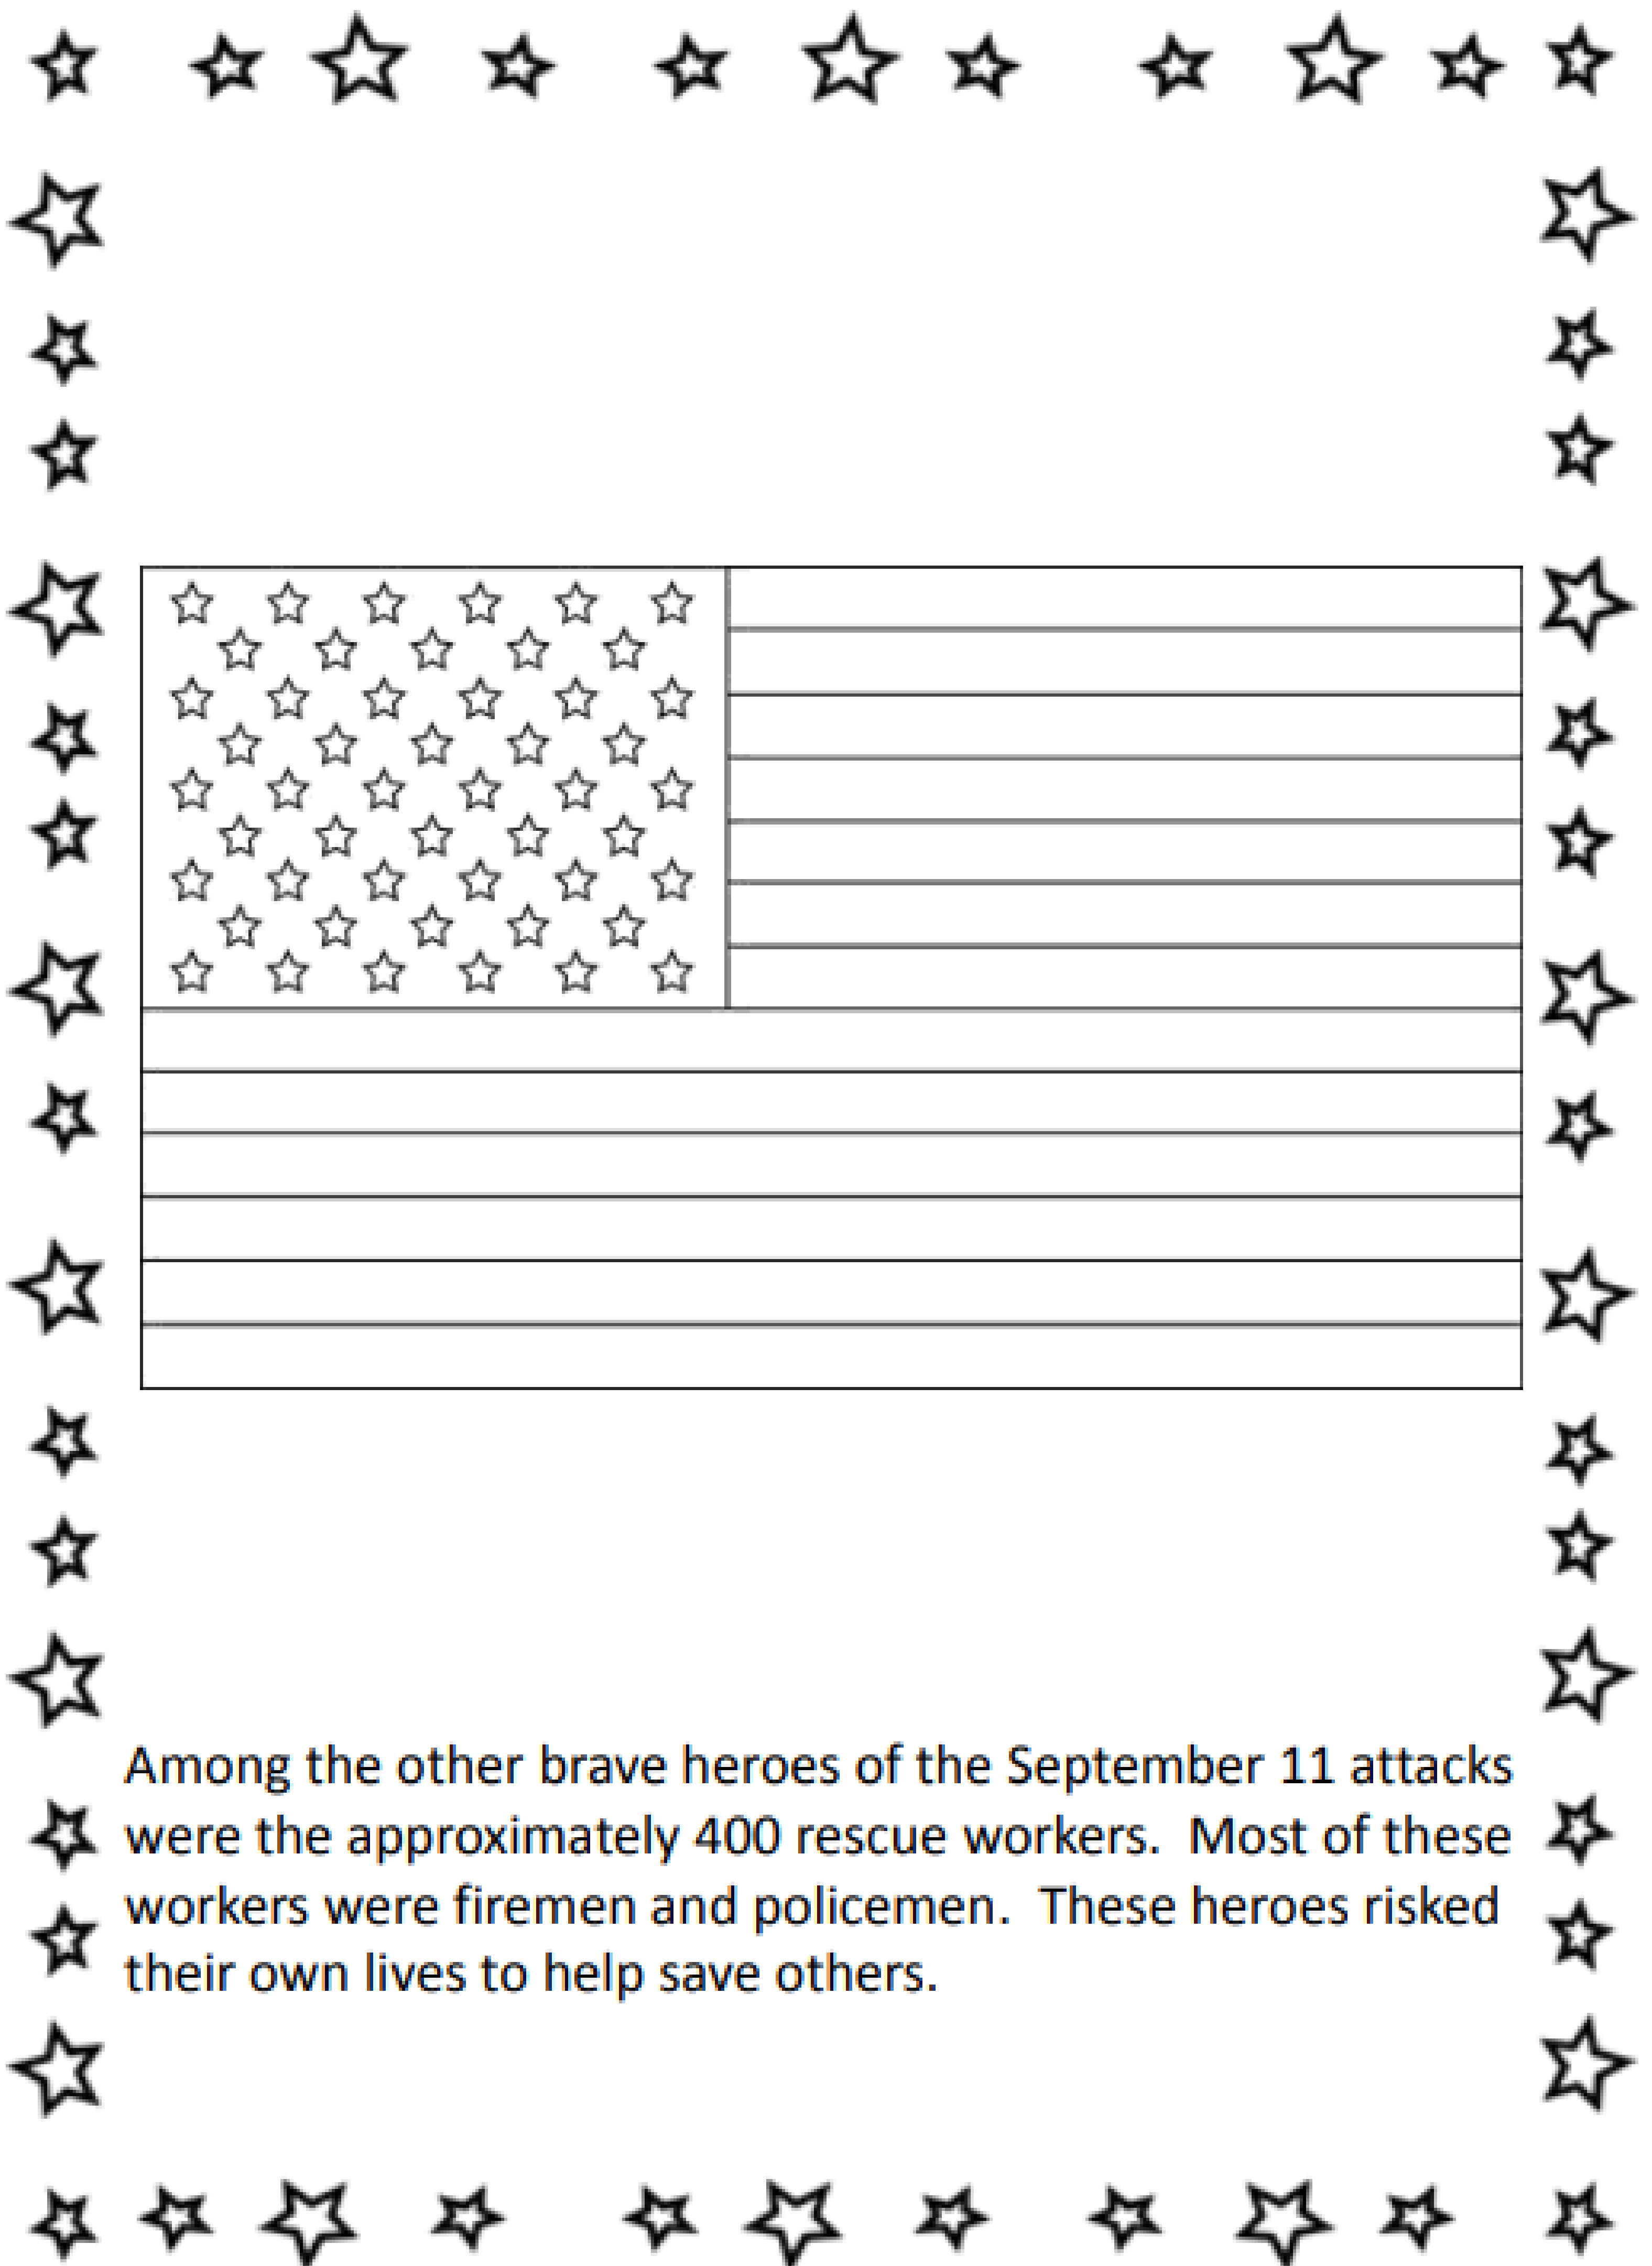 Among the other brave heroes of the September 11 attacks
were the approximately 400 rescue workers.  Most of these
workers were firemen and policemen.  These heroes risked
their own lives to help save others.